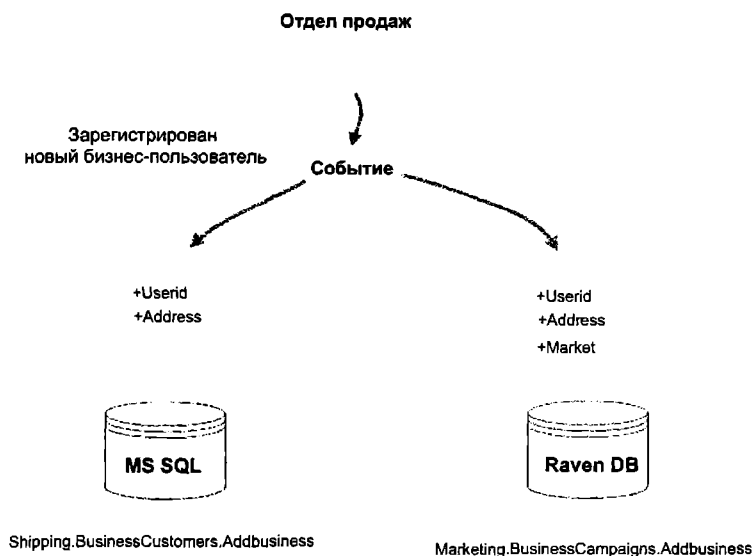 Отдел продаж
Зарегистрирован
новый бизнес-пользователь
Событие
+Userid
+Address
+Userid
+Address
+Market
MS SQL
Raven DB
Shipping.BusinessCustomers.Addbusiness
Marketing.BusinessCampaigns.Addbusiness